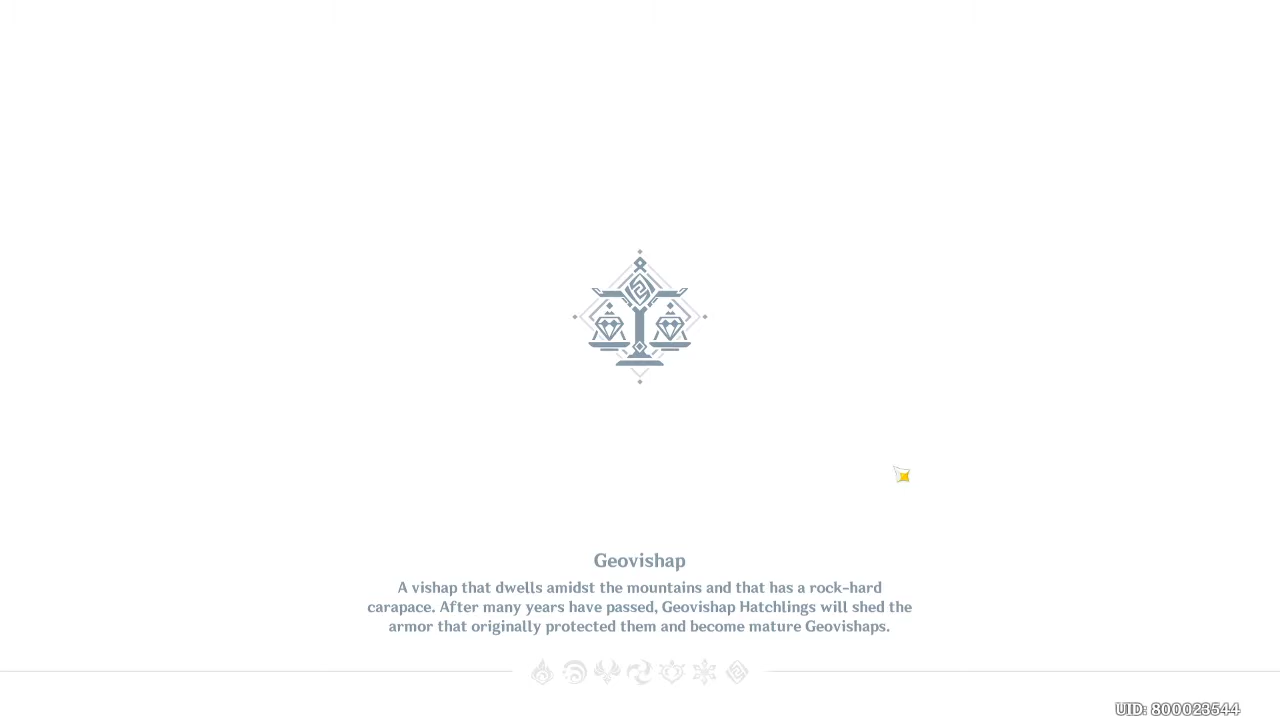 Geovishap
A vishap that dwells amidst the mountains and that has a rock-hard
carapace. After many years have passed, Geovishap Hatchlings will shed the
armor that originally protected them and become mature Geovishaps.
UID: 800023544